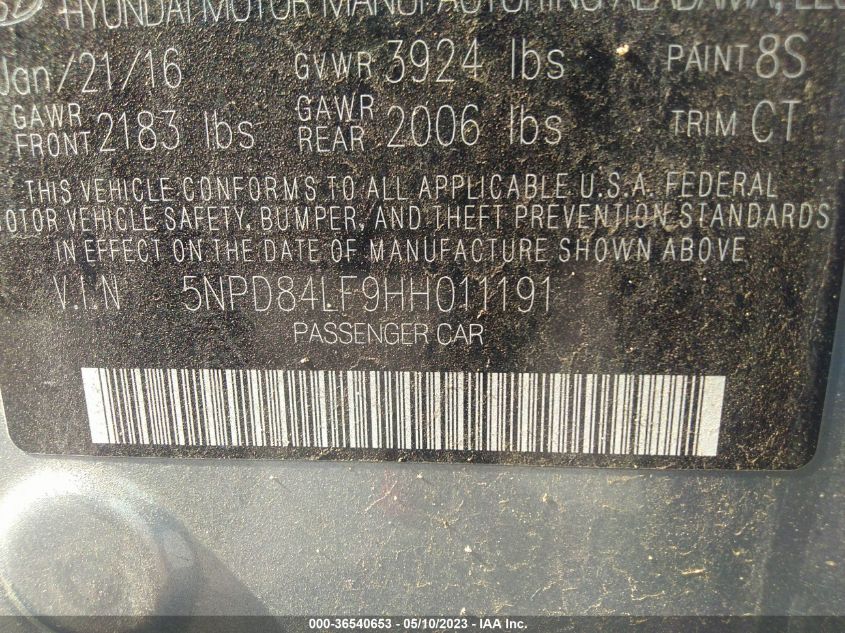 HYUNDAI MOTOR MANUFACTURING ALABAMA, LLC
Jan/21/16 GVWR 3924 lbs PAINT 8S
GAWR FRONT 2183 lbs GAWR REAR 2006 lbs TRIM CT
THIS VEHICLE CONFORMS TO ALL APPLICABLE U.S.A. FEDERAL
MOTOR VEHICLE SAFETY, BUMPER, AND THEFT PREVENTION STANDARDS
IN EFFECT ON THE DATE OF MANUFACTURE SHOWN ABOVE
V.I.N 5NPD84LF9HH011191
PASSENGER CAR
000-36540653 - 05/10/2023 - IAA Inc.